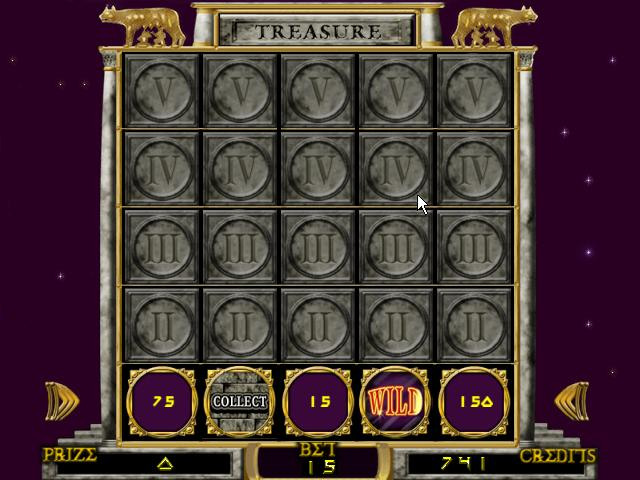 TREASURE
V V V V V
IV IV IV IV IV
III III III III III
II II II II II
75 COLLECT 15 WILD 150
PRIZE 0 BET 15 741 CREDITS